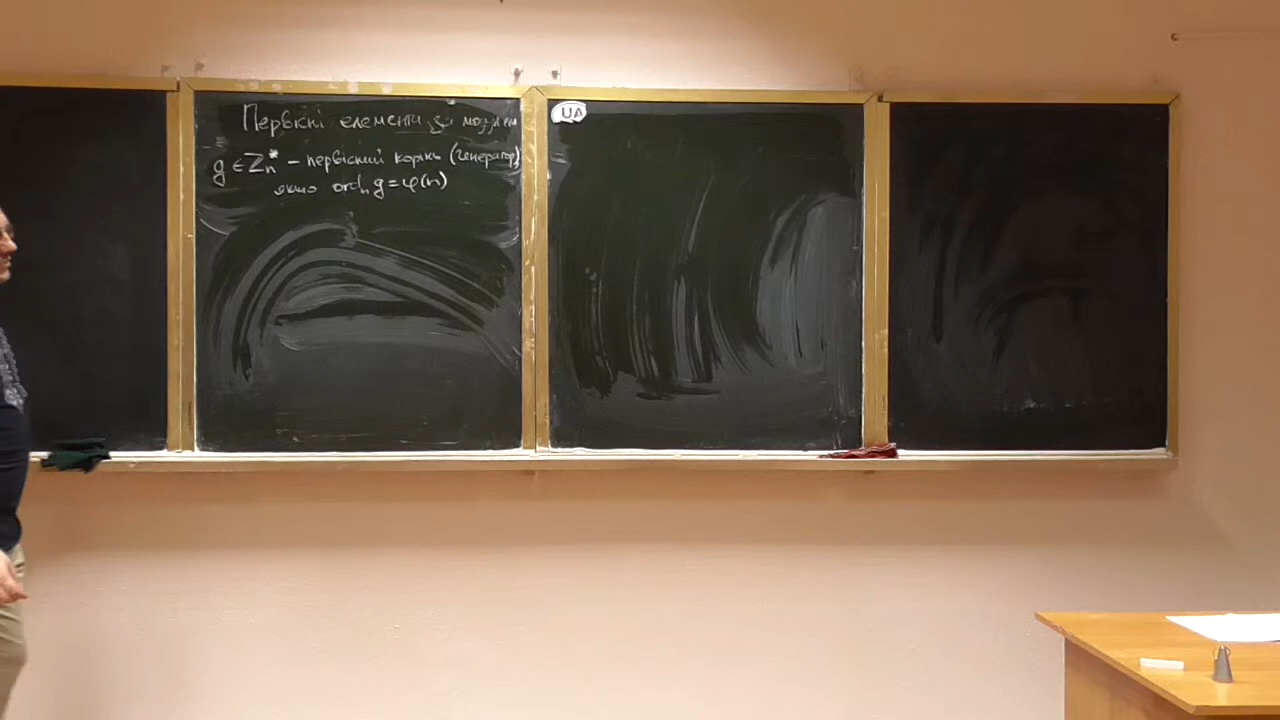 Первісні елементи за модулем
g ∈ Z*ₙ – первісний корінь (генератор),
якщо ordₙ g = φ(n)
UA